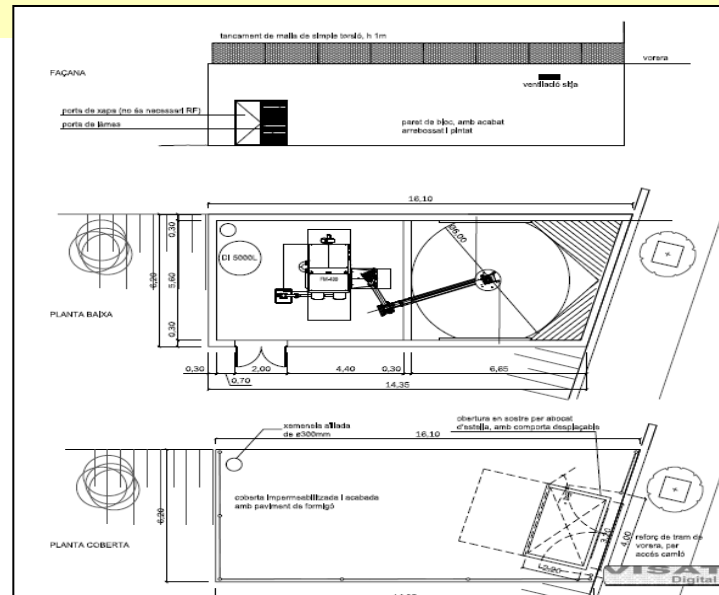 tancament de malla de simple torsió, h 1m
vorera
FAÇANA
ventilació sitja
porta de xapa (no és necessari RF)
porta de lames
paret de bloc, amb acabat
arrebossat i pintat
16,10
0,30
Ø6,00
DI 5000L
6,20
5,60
PLANTA BAIXA
0,30
0,30
2,00
4,40
0,30
6,65
0,70
14,35
xemeneia aïllada
de ø300mm
obertura en sostre per abocat
d'estella, amb comporta desplaçable
16,10
coberta impermeabilitzada i acabada
amb paviment de formigó
6,20
4,00
reforç de tram de
vorera, per
accés camió
PLANTA COBERTA
VISAT
Digital